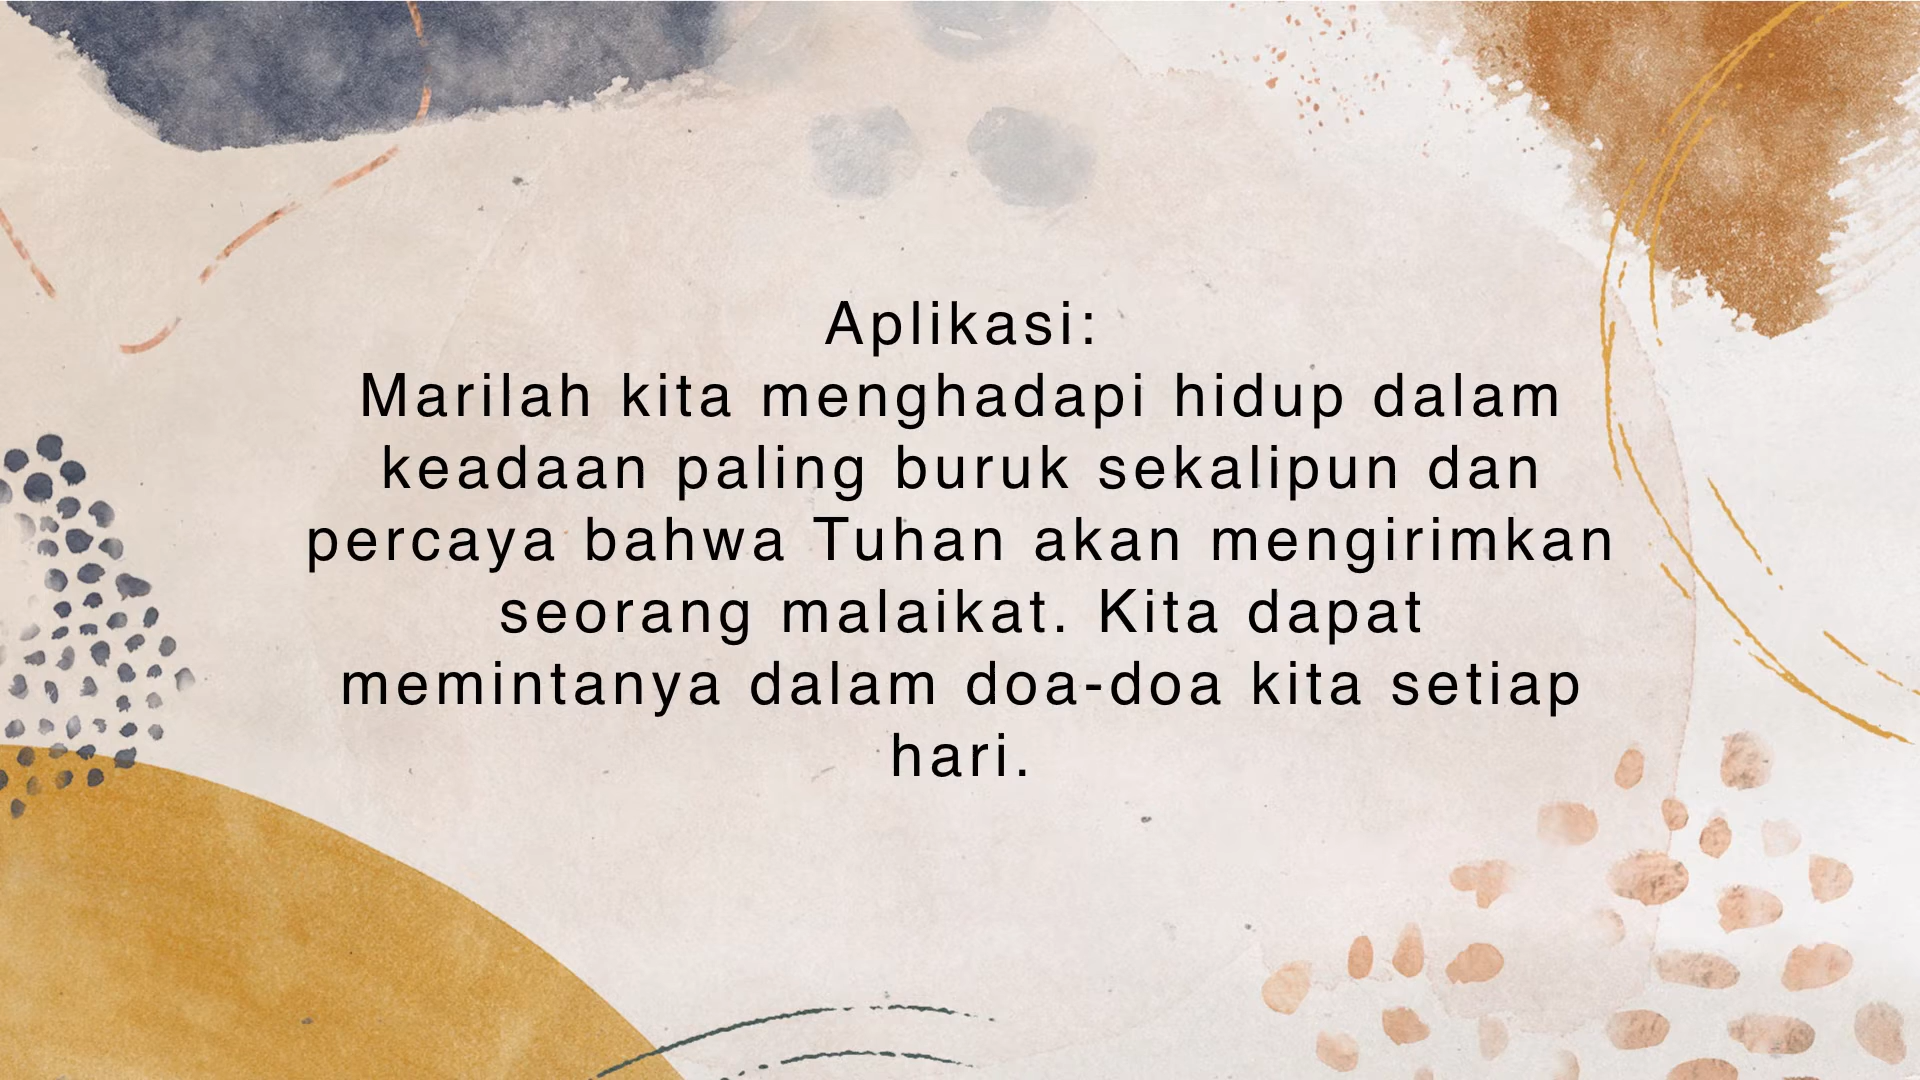 Aplikasi:
Marilah kita menghadapi hidup dalam
keadaan paling buruk sekalipun dan
percaya bahwa Tuhan akan mengirimkan
seorang malaikat. Kita dapat
memintanya dalam doa-doa kita setiap
hari.